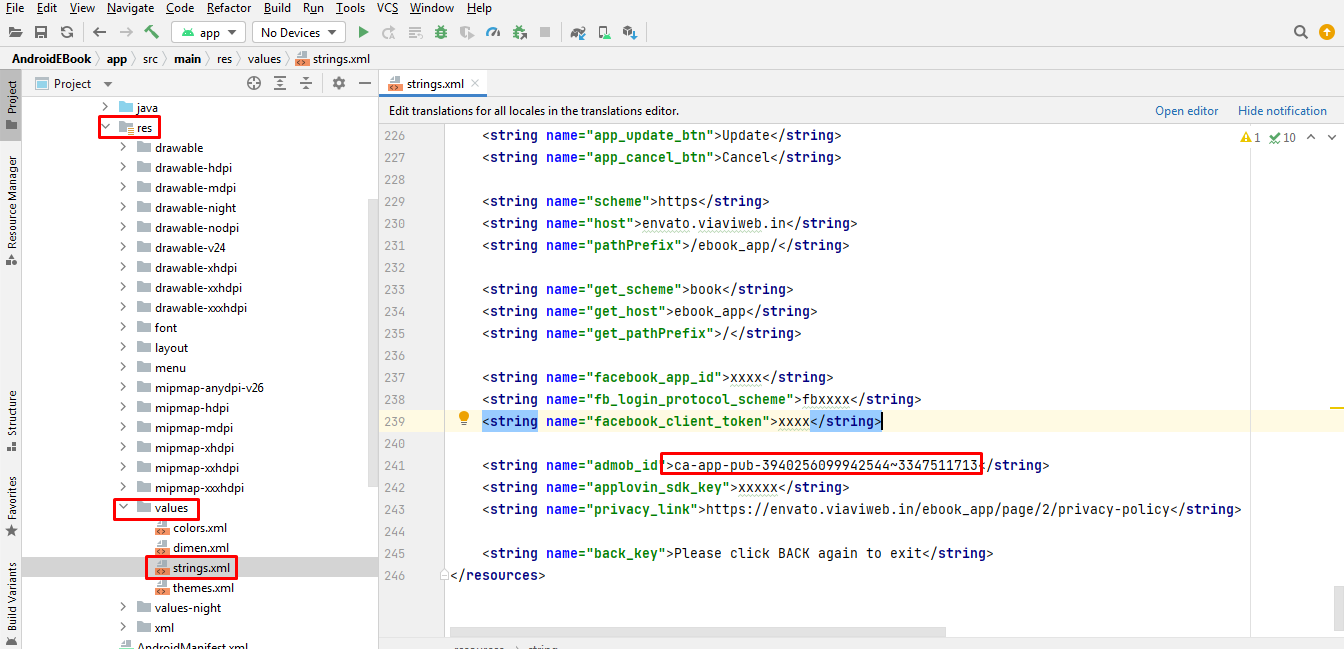 File Edit View Navigate Code Refactor Build Run Tools VCS Window Help
app No Devices
AndroidEBook app src main res values strings.xml
Project strings.xml
Edit translations for all locales in the translations editor. Open editor Hide notification
Project
Resource Manager
Structure
Favorites
Build Variants
java
res
drawable
drawable-hdpi
drawable-mdpi
drawable-night
drawable-nodpi
drawable-v24
drawable-xhdpi
drawable-xxhdpi
drawable-xxxhdpi
font
layout
menu
mipmap-anydpi-v26
mipmap-hdpi
mipmap-mdpi
mipmap-xhdpi
mipmap-xxhdpi
mipmap-xxxhdpi
values
colors.xml
dimen.xml
strings.xml
themes.xml
values-night
xml
AndroidManifest.xml
1 10
226 <string name="app_update_btn">Update</string>
227 <string name="app_cancel_btn">Cancel</string>
228
229 <string name="scheme">https</string>
230 <string name="host">envato.viaviweb.in</string>
231 <string name="pathPrefix">/ebook_app/</string>
232
233 <string name="get_scheme">book</string>
234 <string name="get_host">ebook_app</string>
235 <string name="get_pathPrefix">/</string>
236
237 <string name="facebook_app_id">xxxx</string>
238 <string name="fb_login_protocol_scheme">fbxxxx</string>
239 <string name="facebook_client_token">xxxx</string>
240
241 <string name="admob_id">ca-app-pub-3940256099942544~3347511713</string>
242 <string name="applovin_sdk_key">xxxxx</string>
243 <string name="privacy_link">https://envato.viaviweb.in/ebook_app/page/2/privacy-policy</string>
244
245 <string name="back_key">Please click BACK again to exit</string>
246 </resources>
resources string